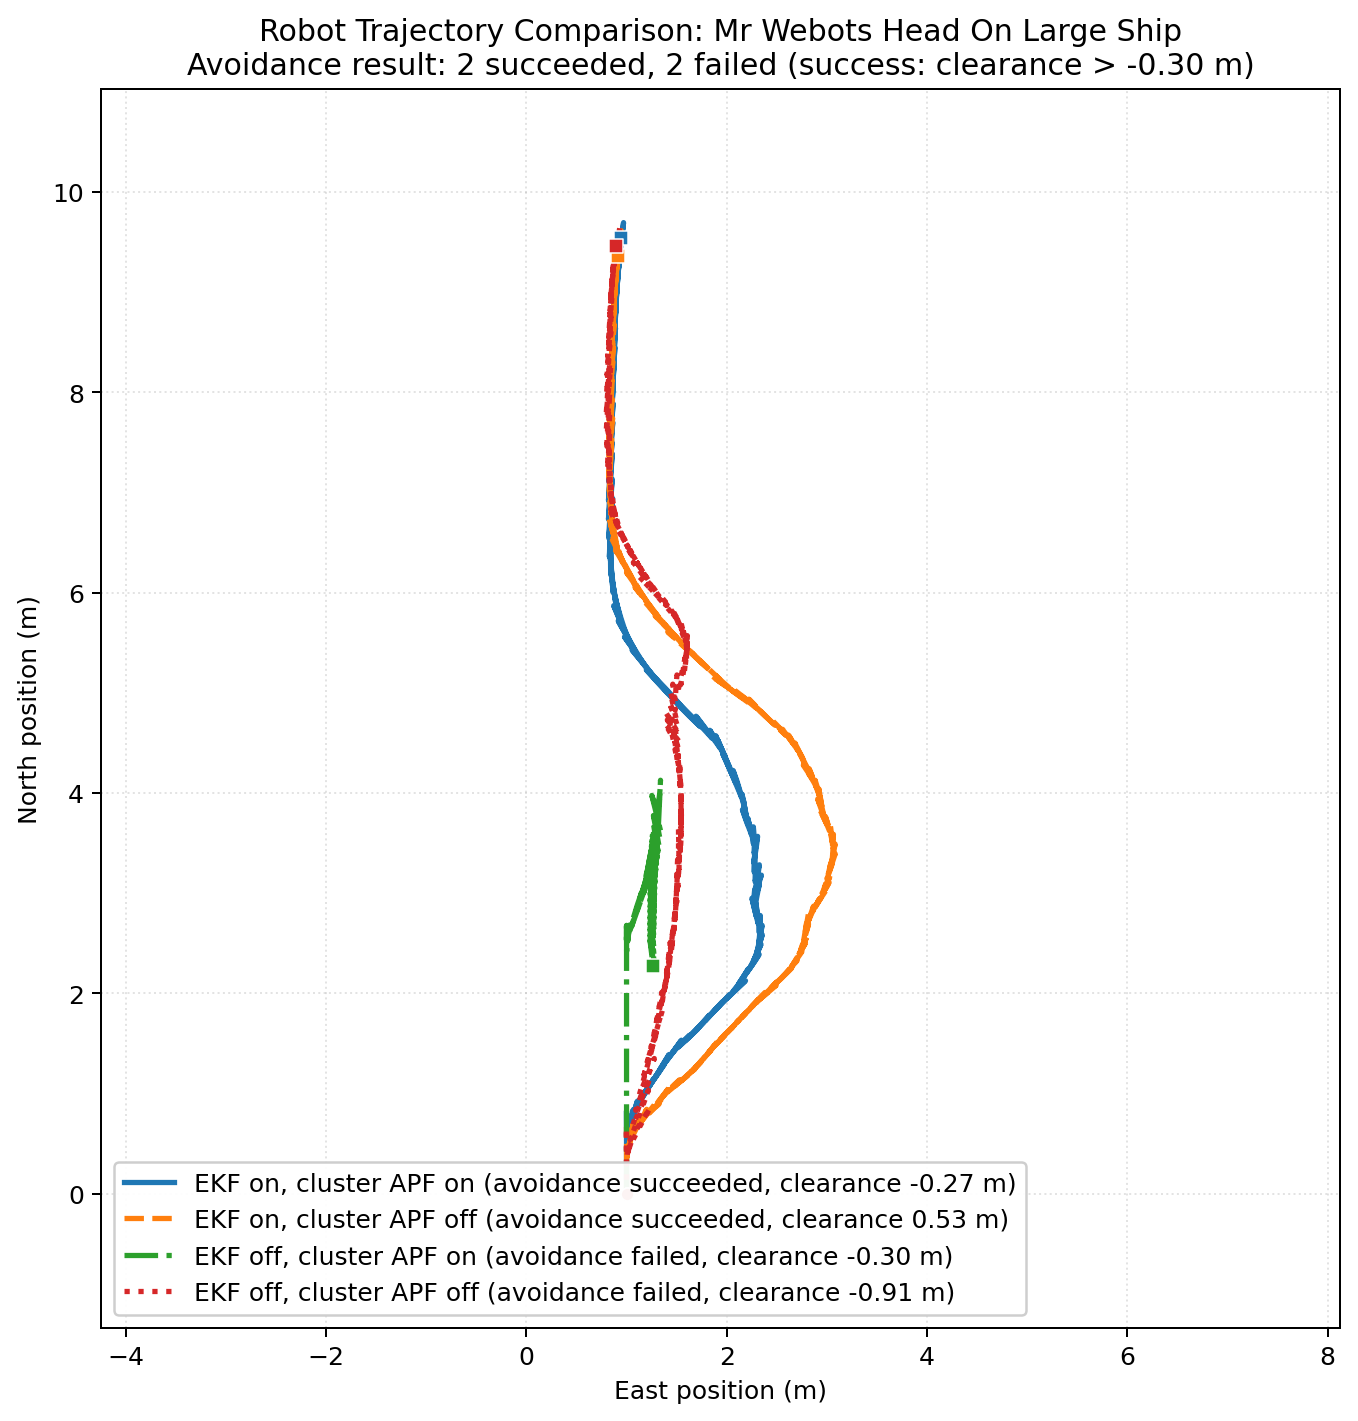 Robot Trajectory Comparison: Mr Webots Head On Large Ship
Avoidance result: 2 succeeded, 2 failed (success: clearance > -0.30 m)
North position (m)
10
8
6
4
2
0
EKF on, cluster APF on (avoidance succeeded, clearance -0.27 m)
EKF on, cluster APF off (avoidance succeeded, clearance 0.53 m)
EKF off, cluster APF on (avoidance failed, clearance -0.30 m)
EKF off, cluster APF off (avoidance failed, clearance -0.91 m)
−4 −2 0 2 4 6 8
East position (m)